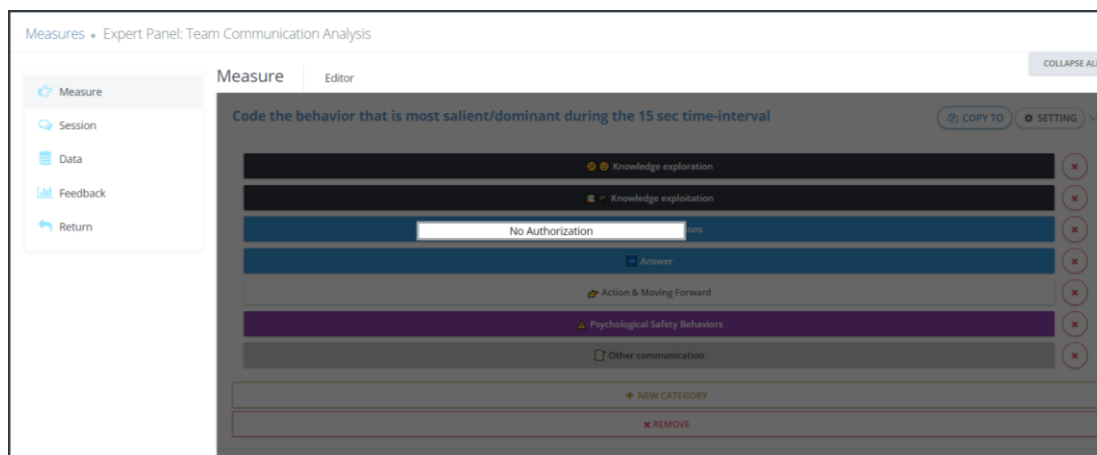 Measures • Expert Panel: Team Communication Analysis
COLLAPSE ALL
Measure
Session
Data
Feedback
Return
Measure
Editor
Code the behavior that is most salient/dominant during the 15 sec time-interval
COPY TO
SETTING
Knowledge exploration
Knowledge exploitation
No Authorization
Answer
Action & Moving Forward
Psychological Safety Behaviors
Other communication
+ NEW CATEGORY
× REMOVE